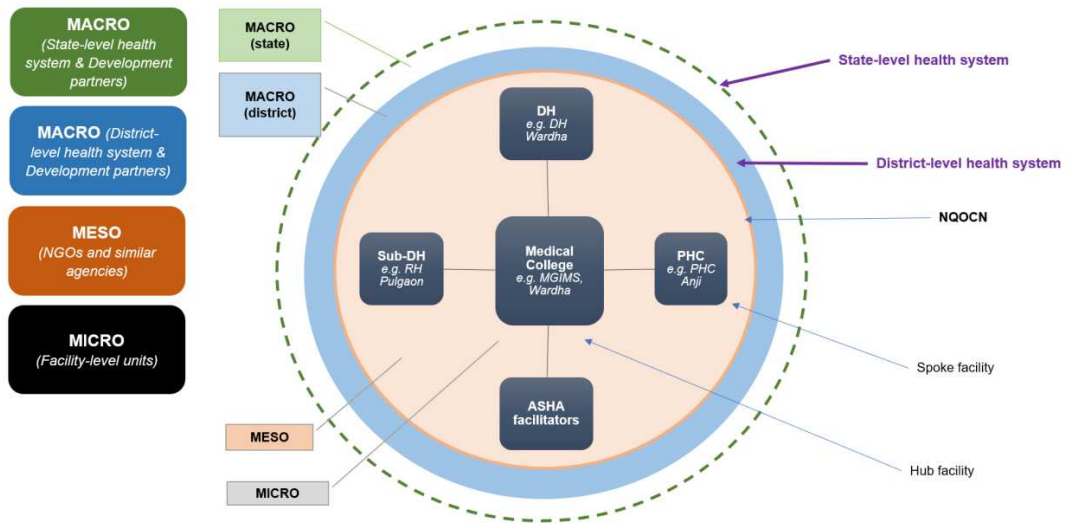 MACRO
(State-level health
system & Development
partners)
MACRO (District-
level health system &
Development partners)
MESO
(NGOs and similar
agencies)
MICRO
(Facility-level units)
MACRO
(state)
MACRO
(district)
MESO
MICRO
DH
e.g. DH
Wardha
Sub-DH
e.g. RH
Pulgaon
Medical
College
e.g. MGIMS,
Wardha
PHC
e.g. PHC
Anji
ASHA
facilitators
State-level health system
District-level health system
NQOCN
Spoke facility
Hub facility